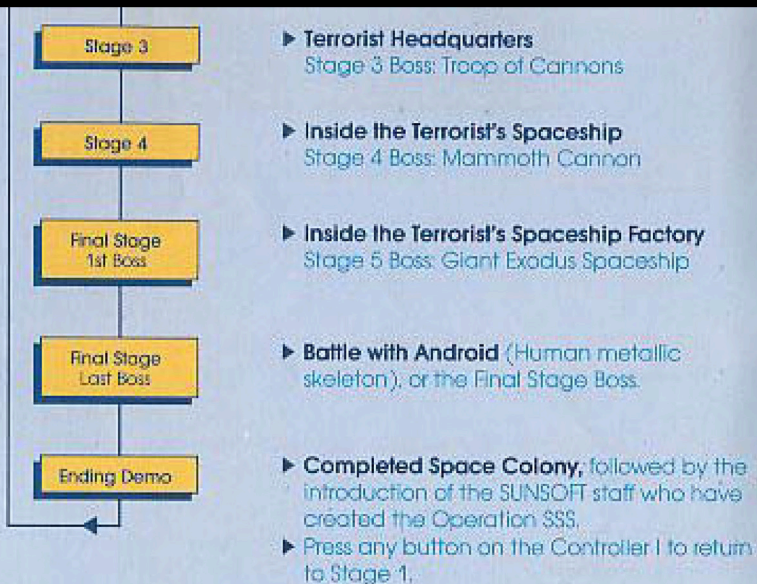 Stage 3
▶ Terrorist Headquarters
Stage 3 Boss: Troop of Cannons
Stage 4
▶ Inside the Terrorist's Spaceship
Stage 4 Boss: Mammoth Cannon
Final Stage
1st Boss
▶ Inside the Terrorist's Spaceship Factory
Stage 5 Boss: Giant Exodus Spaceship
Final Stage
Last Boss
▶ Battle with Android (Human metallic
skeleton), or the Final Stage Boss.
Ending Demo
▶ Completed Space Colony, followed by the
introduction of the SUNSOFT staff who have
created the Operation SSS.
▶ Press any button on the Controller I to return
to Stage 1.